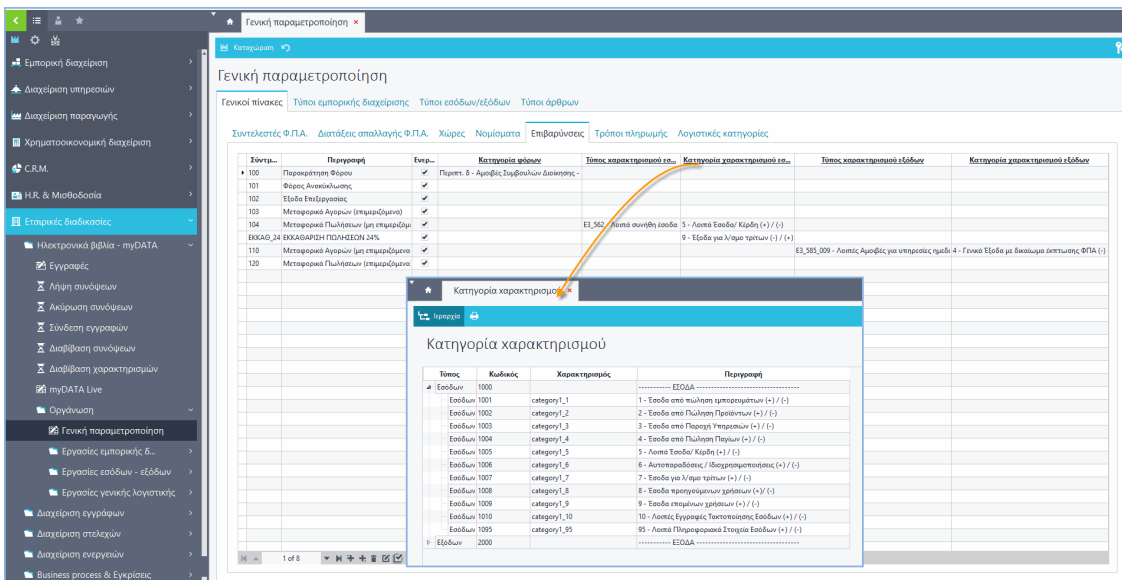 Γενική παραμετροποίηση ×
Καταχώριση
Εμπορική διαχείριση
Διαχείριση υπηρεσιών
Διαχείριση παραγωγής
Χρηματοοικονομική διαχείριση
C.R.M.
H.R. & Μισθοδοσία
Εταιρικές διαδικασίες
Ηλεκτρονικά βιβλία - myDATA
Εγγραφές
Λήψη συνόψεων
Ακύρωση συνόψεων
Σύνδεση εγγραφών
Διαβίβαση συνόψεων
Διαβίβαση χαρακτηρισμών
myDATA Live
Οργάνωση
Γενική παραμετροποίηση
Εργασίες εμπορικής δ...
Εργασίες εσόδων - εξόδων
Εργασίες γενικής λογιστικής
Διαχείριση εγγράφων
Διαχείριση στελεχών
Διαχείριση ενεργειών
Business process & Εγκρίσεις
Γενική παραμετροποίηση
Γενικοί πίνακες Τύποι εμπορικής διαχείρισης Τύποι εσόδων/εξόδων Τύποι άρθρων
Συντελεστές Φ.Π.Α. Διατάξεις απαλλαγής Φ.Π.Α. Χώρες Νομίσματα Επιβαρύνσεις Τρόποι πληρωμής Λογιστικές κατηγορίες
Σύντμ... Περιγραφή Ενερ... Κατηγορία φόρων Τύπος χαρακτηρισμού εσ... Κατηγορία χαρακτηρισμού εσ... Τύπος χαρακτηρισμού εξόδων Κατηγορία χαρακτηρισμού εξόδων
100 Παρακράτηση Φόρου Περιπτ. δ - Αμοιβές Συμβουλών Διοίκησης -
101 Φόρος Ανακύκλωσης
102 Έξοδα Επεξεργασίας
103 Μεταφορικά Αγορών (επιμεριζόμενα)
104 Μεταφορικά Πωλήσεων (μη επιμεριζόμε E3_562 - Λοιπά συνήθη έσοδα 5 - Λοιπά Έσοδα/ Κέρδη (+) / (-)
ΕΚΚΑΘ_24 ΕΚΚΑΘΑΡΙΣΗ ΠΩΛΗΣΕΩΝ 24% 9 - Έξοδα για λ/σμο τρίτων (-) / (+)
110 Μεταφορικά Αγορών (μη επιμεριζόμενα E3_585_009 - Λοιπές Αμοιβές για υπηρεσίες ημεδα 4 - Γενικά Έξοδα με δικαίωμα έκπτωσης ΦΠΑ (-)
120 Μεταφορικά Πωλήσεων (επιμεριζόμενα
Κατηγορία χαρακτηρισμού ×
Ιεραρχία
Κατηγορία χαρακτηρισμού
Τύπος Κωδικός Χαρακτηρισμός Περιγραφή
Εσόδων 1000 ----------- ΕΣΟΔΑ -----------------------------------
Εσόδων 1001 category1_1 1 - Έσοδα από πώληση εμπορευμάτων (+) / (-)
Εσόδων 1002 category1_2 2 - Έσοδα από Πώληση Προϊόντων (+) / (-)
Εσόδων 1003 category1_3 3 - Έσοδα από Παροχή Υπηρεσιών (+) / (-)
Εσόδων 1004 category1_4 4 - Έσοδα από Πώληση Παγίων (+) / (-)
Εσόδων 1005 category1_5 5 - Λοιπά Έσοδα/ Κέρδη (+) / (-)
Εσόδων 1006 category1_6 6 - Αυτοπαραδόσεις / Ιδιοχρησιμοποιήσεις (+) / (-)
Εσόδων 1007 category1_7 7 - Έσοδα για λ/σμο τρίτων (+) / (-)
Εσόδων 1008 category1_8 8 - Έσοδα προηγούμενων χρήσεων (+)/ (-)
Εσόδων 1009 category1_9 9 - Έσοδα επομένων χρήσεων (+) / (-)
Εσόδων 1010 category1_10 10 - Λοιπές Εγγραφές Τακτοποίησης Εσόδων (+) / (-)
Εσόδων 1095 category1_95 95 - Λοιπά Πληροφοριακά Στοιχεία Εσόδων (+) / (-)
Εξόδων 2000 ----------- ΕΞΟΔΑ -----------------------------------
1 of 8